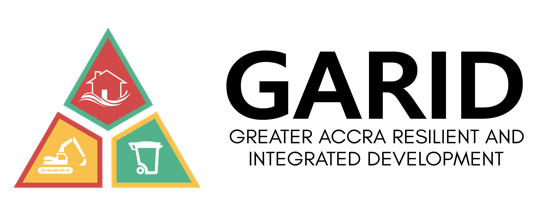 GARID
GREATER ACCRA RESILIENT AND
INTEGRATED DEVELOPMENT